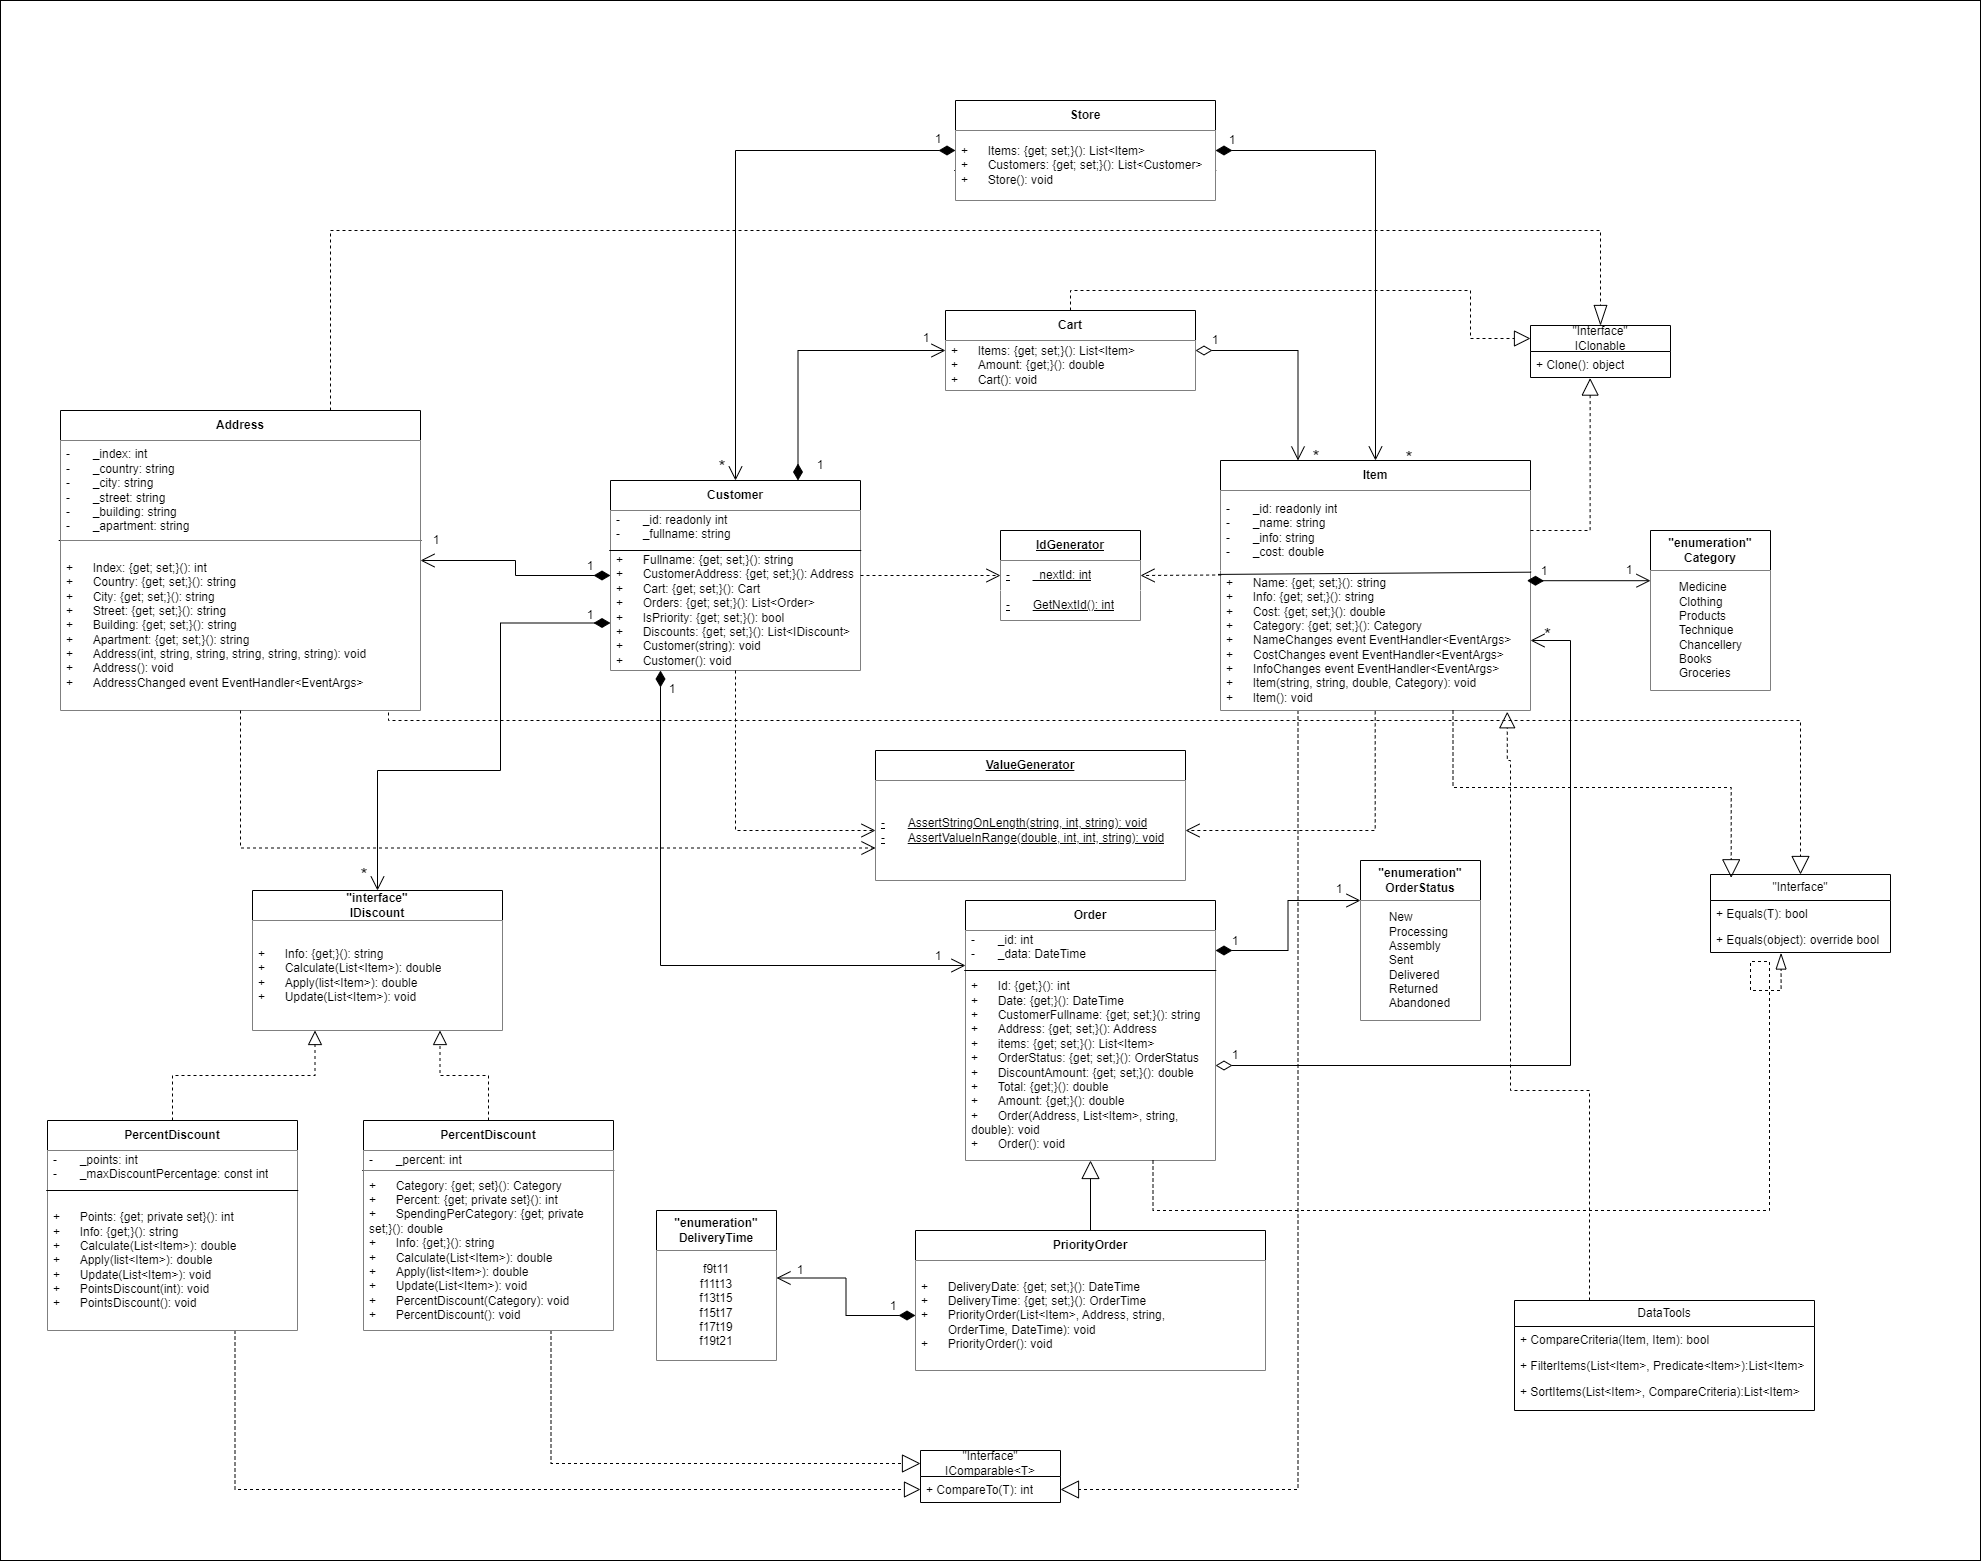 Store
1
1
+ Items: {get; set;}(): List<Item>
+ Customers: {get; set;}(): List<Customer>
+ Store(): void
Cart
1
1
+ Items: {get; set;}(): List<Item>
+ Amount: {get;}(): double
+ Cart(): void
"Interface"
IClonable
+ Clone(): object
Address
- _index: int
- _country: string
- _city: string
- _street: string
- _building: string
- _apartment: string
+ Index: {get; set;}(): int
+ Country: {get; set;}(): string
+ City: {get; set;}(): string
+ Street: {get; set;}(): string
+ Building: {get; set;}(): string
+ Apartment: {get; set;}(): string
+ Address(int, string, string, string, string, string): void
+ Address(): void
+ AddressChanged event EventHandler<EventArgs>
1
*
1
Customer
- _id: readonly int
- _fullname: string
+ Fullname: {get; set;}(): string
+ CustomerAddress: {get; set;}(): Address
+ Cart: {get; set;}(): Cart
+ Orders: {get; set;}(): List<Order>
+ IsPriority: {get; set;}(): bool
+ Discounts: {get; set;}(): List<IDiscount>
+ Customer(string): void
+ Customer(): void
1
1
1
IdGenerator
- _nextId: int
- GetNextId(): int
*
*
Item
- _id: readonly int
- _name: string
- _info: string
- _cost: double
+ Name: {get; set;}(): string
+ Info: {get; set;}(): string
+ Cost: {get; set;}(): double
+ Category: {get; set;}(): Category
+ NameChanges event EventHandler<EventArgs>
+ CostChanges event EventHandler<EventArgs>
+ InfoChanges event EventHandler<EventArgs>
+ Item(string, string, double, Category): void
+ Item(): void
1
1
*
"enumeration"
Category
Medicine
Clothing
Products
Technique
Chancellery
Books
Groceries
ValueGenerator
- AssertStringOnLength(string, int, string): void
- AssertValueInRange(double, int, int, string): void
*
"interface"
IDiscount
+ Info: {get;}(): string
+ Calculate(List<Item>): double
+ Apply(list<Item>): double
+ Update(List<Item>): void
1
Order
- _id: int
- _data: DateTime
+ Id: {get;}(): int
+ Date: {get;}(): DateTime
+ CustomerFullname: {get; set;}(): string
+ Address: {get; set;}(): Address
+ items: {get; set;}(): List<Item>
+ OrderStatus: {get; set;}(): OrderStatus
+ DiscountAmount: {get; set;}(): double
+ Total: {get;}(): double
+ Amount: {get;}(): double
+ Order(Address, List<Item>, string,
double): void
+ Order(): void
1
1
1
"enumeration"
OrderStatus
New
Processing
Assembly
Sent
Delivered
Returned
Abandoned
"Interface"
+ Equals(T): bool
+ Equals(object): override bool
PercentDiscount
- _points: int
- _maxDiscountPercentage: const int
+ Points: {get; private set}(): int
+ Info: {get;}(): string
+ Calculate(List<Item>): double
+ Apply(list<Item>): double
+ Update(List<Item>): void
+ PointsDiscount(int): void
+ PointsDiscount(): void
PercentDiscount
- _percent: int
+ Category: {get; set}(): Category
+ Percent: {get; private set}(): int
+ SpendingPerCategory: {get; private
set;}(): double
+ Info: {get;}(): string
+ Calculate(List<Item>): double
+ Apply(list<Item>): double
+ Update(List<Item>): void
+ PercentDiscount(Category): void
+ PercentDiscount(): void
"enumeration"
DeliveryTime
f9t11
f11t13
f13t15
f15t17
f17t19
f19t21
1
1
PriorityOrder
+ DeliveryDate: {get; set;}(): DateTime
+ DeliveryTime: {get; set;}(): OrderTime
+ PriorityOrder(List<Item>, Address, string,
OrderTime, DateTime): void
+ PriorityOrder(): void
DataTools
+ CompareCriteria(Item, Item): bool
+ FilterItems(List<Item>, Predicate<Item>):List<Item>
+ SortItems(List<Item>, CompareCriteria):List<Item>
"Interface"
IComparable<T>
+ CompareTo(T): int